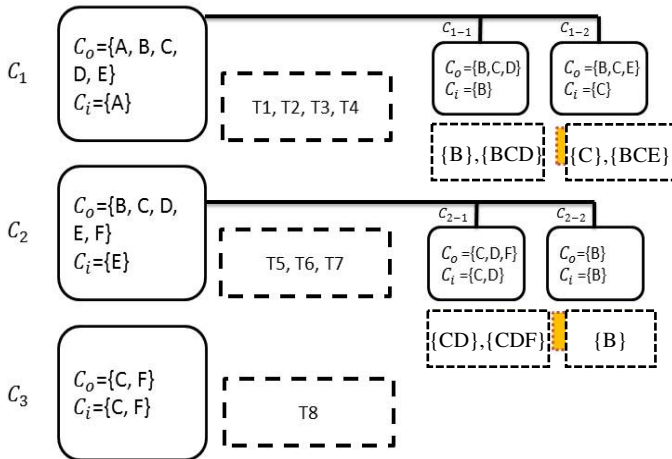 C₁
Cₒ={A, B, C,
D, E}
Cᵢ={A}
T1, T2, T3, T4
C₁₋₁
Cₒ={B,C,D}
Cᵢ ={B}
{B},{BCD}
C₁₋₂
Cₒ={B,C,E}
Cᵢ ={C}
{C},{BCE}
C₂
Cₒ={B, C, D,
E, F}
Cᵢ={E}
T5, T6, T7
C₂₋₁
Cₒ={C,D,F}
Cᵢ ={C,D}
{CD},{CDF}
C₂₋₂
Cₒ={B}
Cᵢ ={B}
{B}
C₃
Cₒ={C, F}
Cᵢ={C, F}
T8